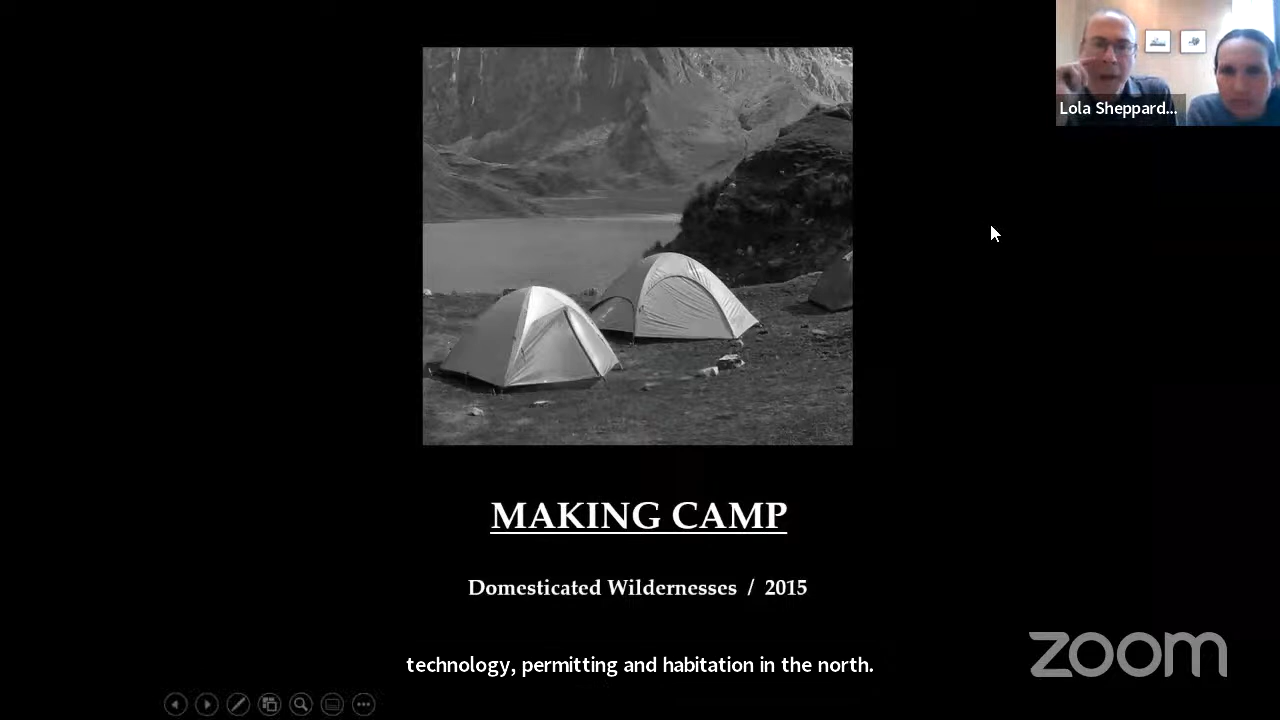 Lola Sheppard...
MAKING CAMP
Domesticated Wildernesses / 2015
technology, permitting and habitation in the north.
zoom